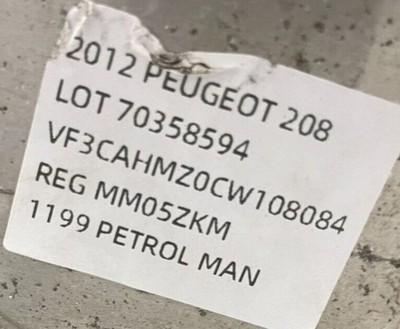 2012 PEUGEOT 208
LOT 70358594
VF3CAHMZ0CW108084
REG MM05ZKM
1199 PETROL MAN